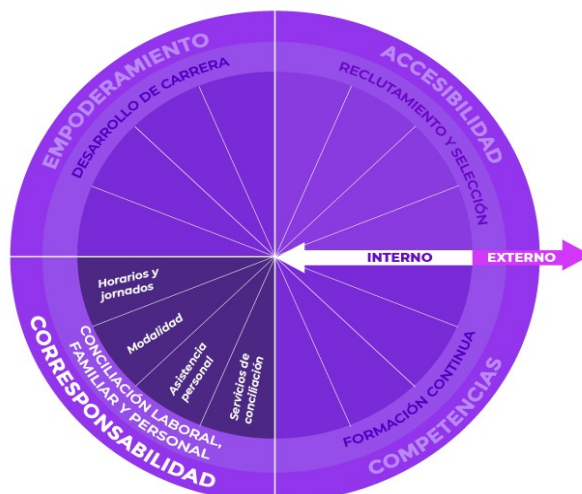 EMPODERAMIENTO
DESARROLLO DE CARRERA
ACCESIBILIDAD
RECLUTAMIENTO Y SELECCIÓN
INTERNO
EXTERNO
Horarios y
jornados
Modalidad
Asistencia
personal
Servicios de
conciliación
CONCILIACIÓN LABORAL,
FAMILIAR Y PERSONAL
CORRESPONSABILIDAD
FORMACIÓN CONTINUA
COMPETENCIAS